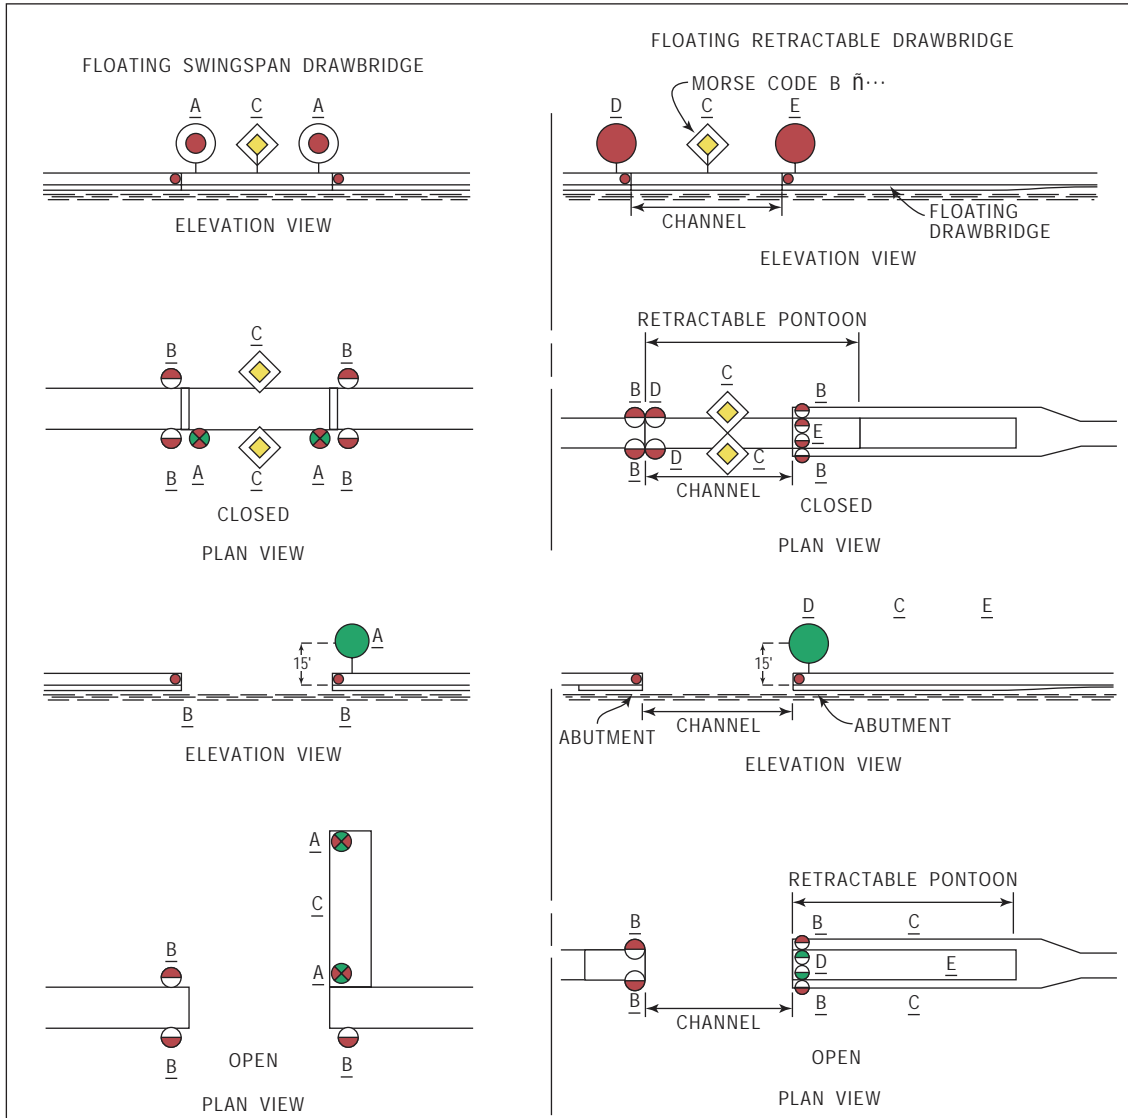 FLOATING SWINGSPAN DRAWBRIDGE
A C A
ELEVATION VIEW
C
B B
B A C A B
CLOSED
PLAN VIEW
A
15'
B B
ELEVATION VIEW
A
C
A
B
B B
OPEN
PLAN VIEW
FLOATING RETRACTABLE DRAWBRIDGE
MORSE CODE B ñ···
D C E
CHANNEL
FLOATING
DRAWBRIDGE
ELEVATION VIEW
RETRACTABLE PONTOON
C
B D B
E
D C
B B
CHANNEL
CLOSED
PLAN VIEW
D C E
15'
ABUTMENT CHANNEL ABUTMENT
ELEVATION VIEW
RETRACTABLE PONTOON
B B C
D E
B B C
CHANNEL
OPEN
PLAN VIEW